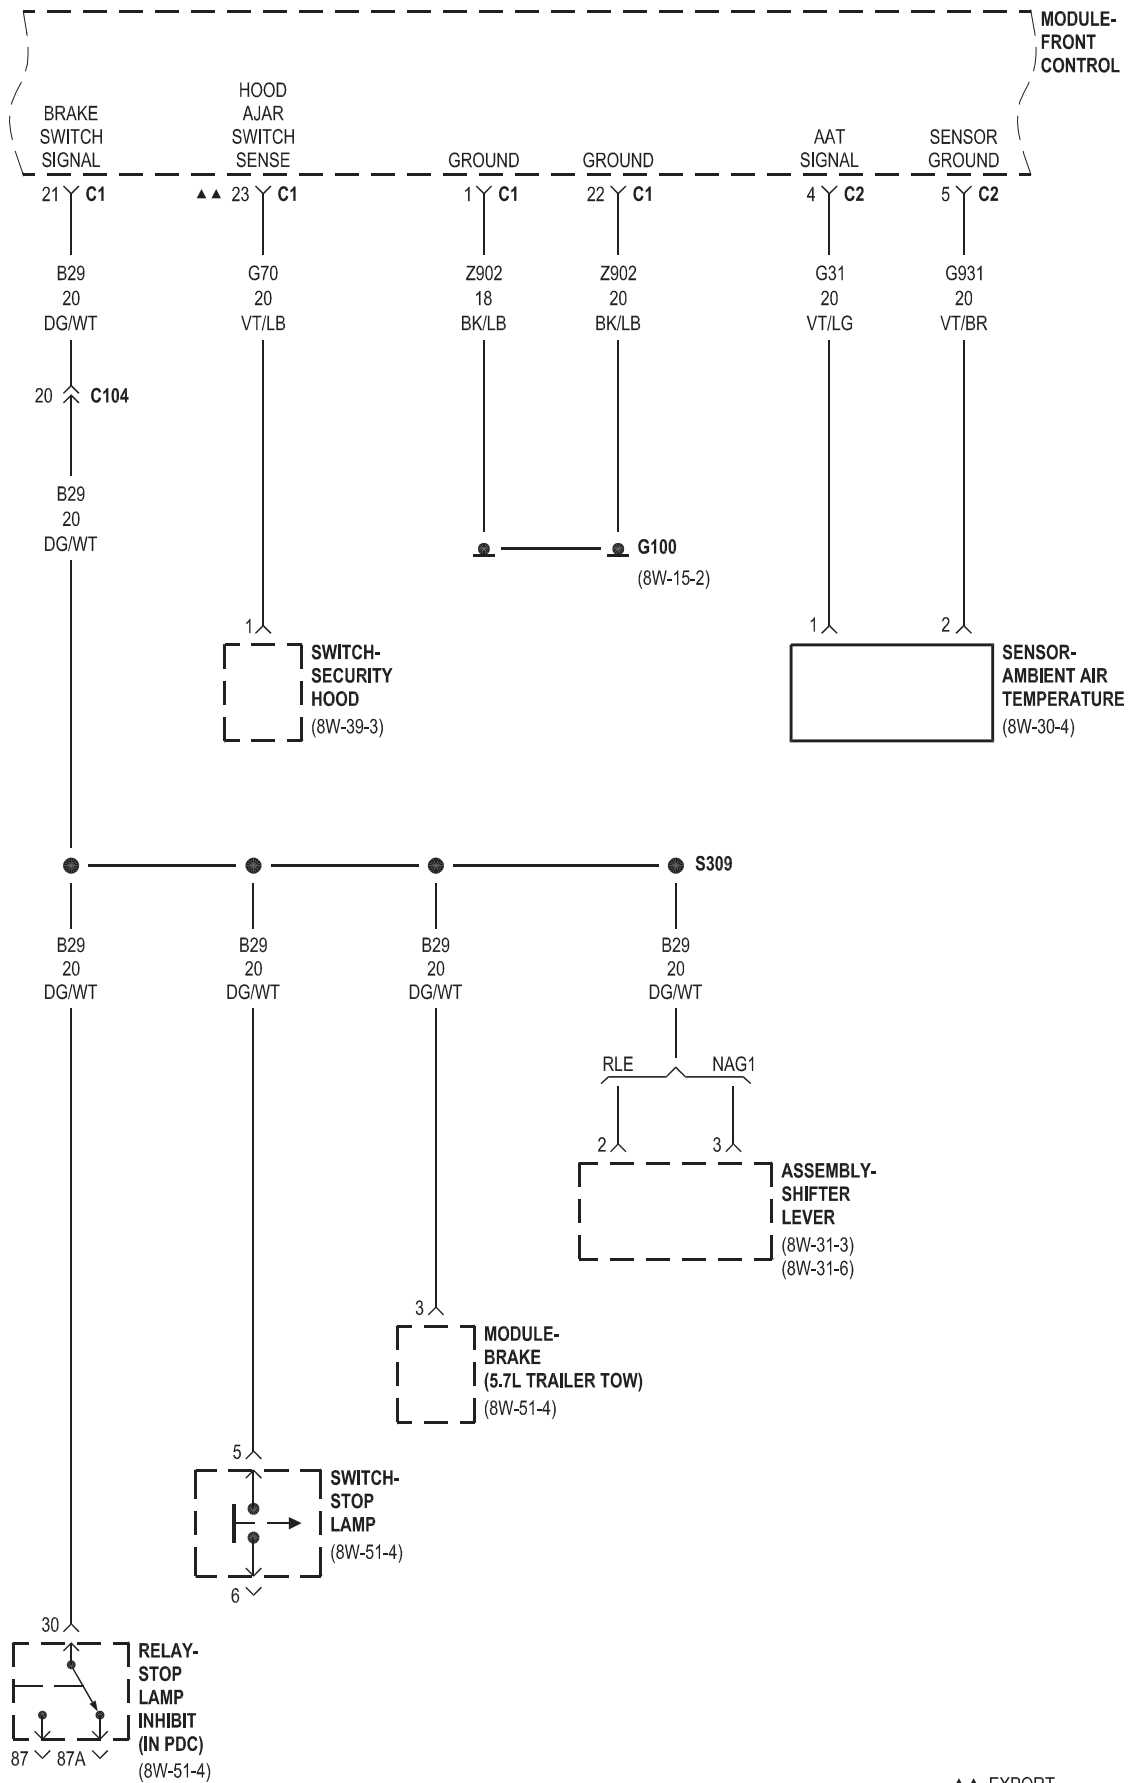 MODULE-
FRONT
CONTROL
BRAKE
SWITCH
SIGNAL
HOOD
AJAR
SWITCH
SENSE
GROUND
GROUND
AAT
SIGNAL
SENSOR
GROUND
21 C1
▲▲ 23 C1
1 C1
22 C1
4 C2
5 C2
B29
20
DG/WT
G70
20
VT/LB
Z902
18
BK/LB
Z902
20
BK/LB
G31
20
VT/LG
G931
20
VT/BR
20 C104
B29
20
DG/WT
G100
(8W-15-2)
1
SWITCH-
SECURITY
HOOD
(8W-39-3)
1
2
SENSOR-
AMBIENT AIR
TEMPERATURE
(8W-30-4)
S309
B29
20
DG/WT
B29
20
DG/WT
B29
20
DG/WT
B29
20
DG/WT
RLE
NAG1
2
3
ASSEMBLY-
SHIFTER
LEVER
(8W-31-3)
(8W-31-6)
3
MODULE-
BRAKE
(5.7L TRAILER TOW)
(8W-51-4)
5
SWITCH-
STOP
LAMP
(8W-51-4)
6
30
RELAY-
STOP
LAMP
INHIBIT
(IN PDC)
(8W-51-4)
87
87A
▲▲ EXPORT